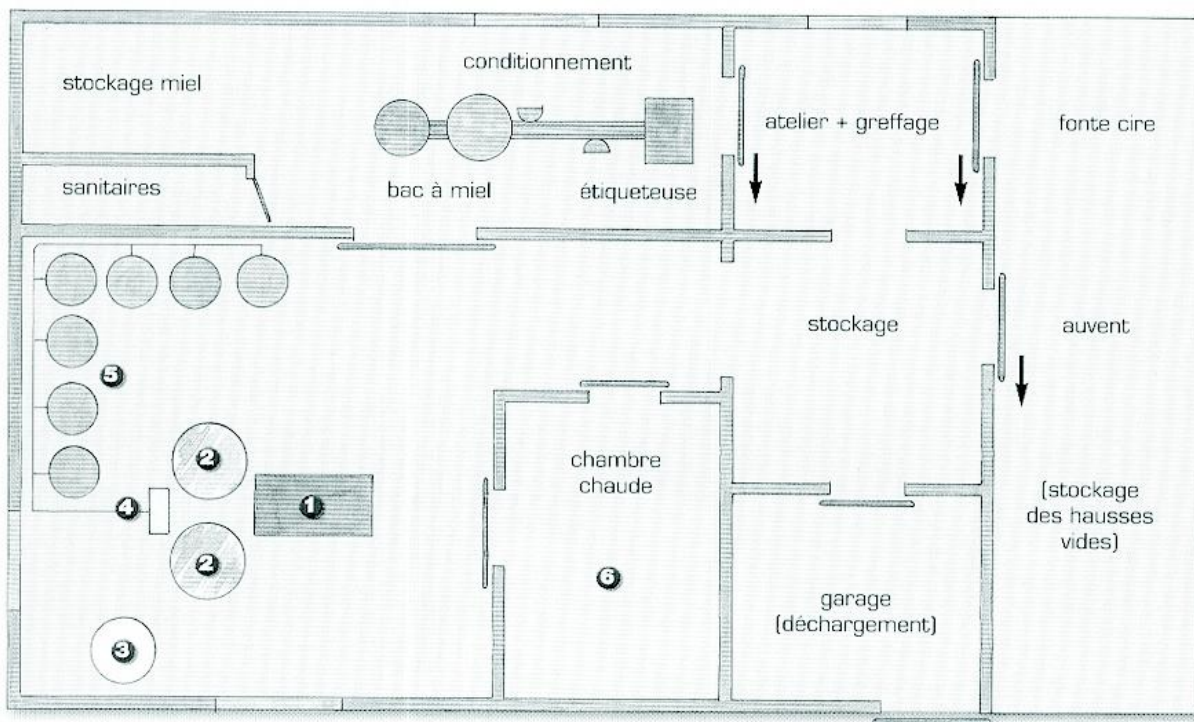 conditionnement
stockage miel
atelier + greffage
fonte cire
sanitaires
bac à miel
étiqueteuse
stockage
auvent
5
chambre
chaude
2
4
1
(stockage
des hausses
vides)
2
6
garage
(déchargement)
3